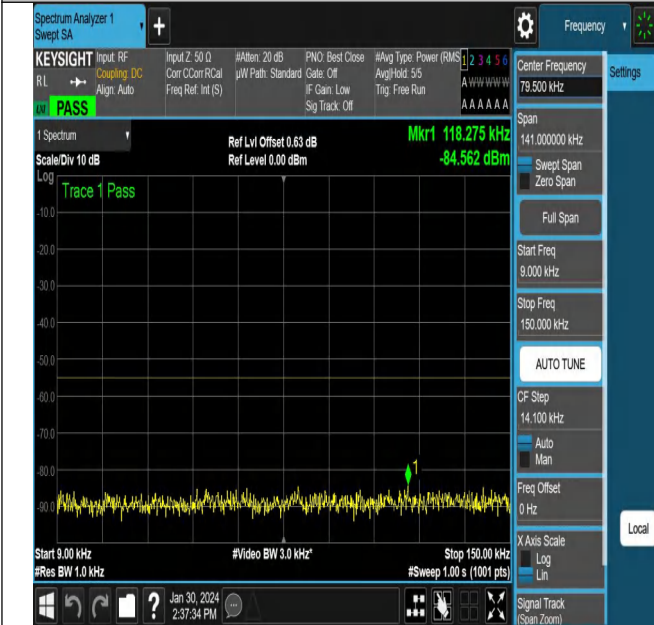 Spectrum Analyzer 1
Swept SA
Frequency
KEYSIGHT
RL
LXI
PASS
Input: RF
Coupling: DC
Align: Auto
Input Z: 50 Ω
Corr CCorr RCal
Freq Ref: Int (S)
#Atten: 20 dB
µW Path: Standard
PNO: Best Close
Gate: Off
IF Gain: Low
Sig Track: Off
#Avg Type: Power (RMS
Avg|Hold: 5/5
Trig: Free Run
1 2 3 4 5 6
A W W W W W
A A A A A A
1 Spectrum
Scale/Div 10 dB
Ref Lvl Offset 0.63 dB
Ref Level 0.00 dBm
Mkr1 118.275 kHz
-84.562 dBm
Log
Trace 1 Pass
-10.0
-20.0
-30.0
-40.0
-50.0
-60.0
-70.0
-80.0
-90.0
1
Start 9.00 kHz
#Res BW 1.0 kHz
#Video BW 3.0 kHz*
Stop 150.00 kHz
#Sweep 1.00 s (1001 pts)
?
Jan 30, 2024
2:37:34 PM
Center Frequency
79.500 kHz
Settings
Span
141.000000 kHz
Swept Span
Zero Span
Full Span
Start Freq
9.000 kHz
Stop Freq
150.000 kHz
AUTO TUNE
CF Step
14.100 kHz
Auto
Man
Freq Offset
0 Hz
X Axis Scale
Log
Lin
Local
Signal Track
(Span Zoom)